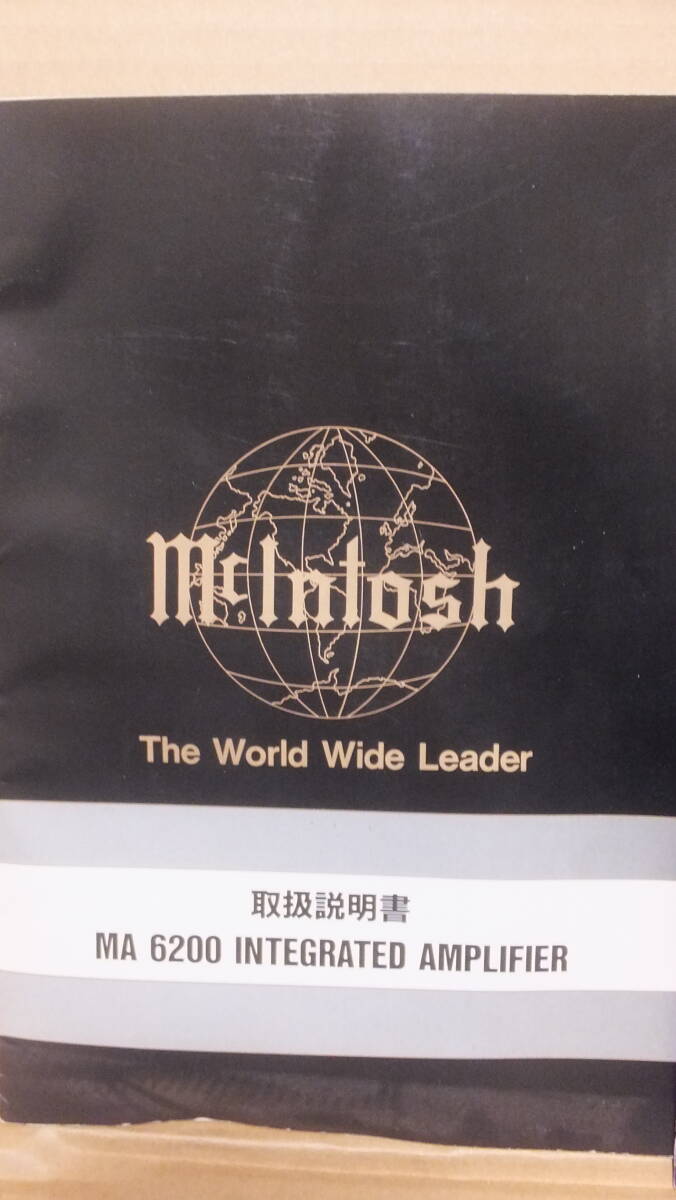 McIntosh
The World Wide Leader
取扱説明書
MA 6200 INTEGRATED AMPLIFIER